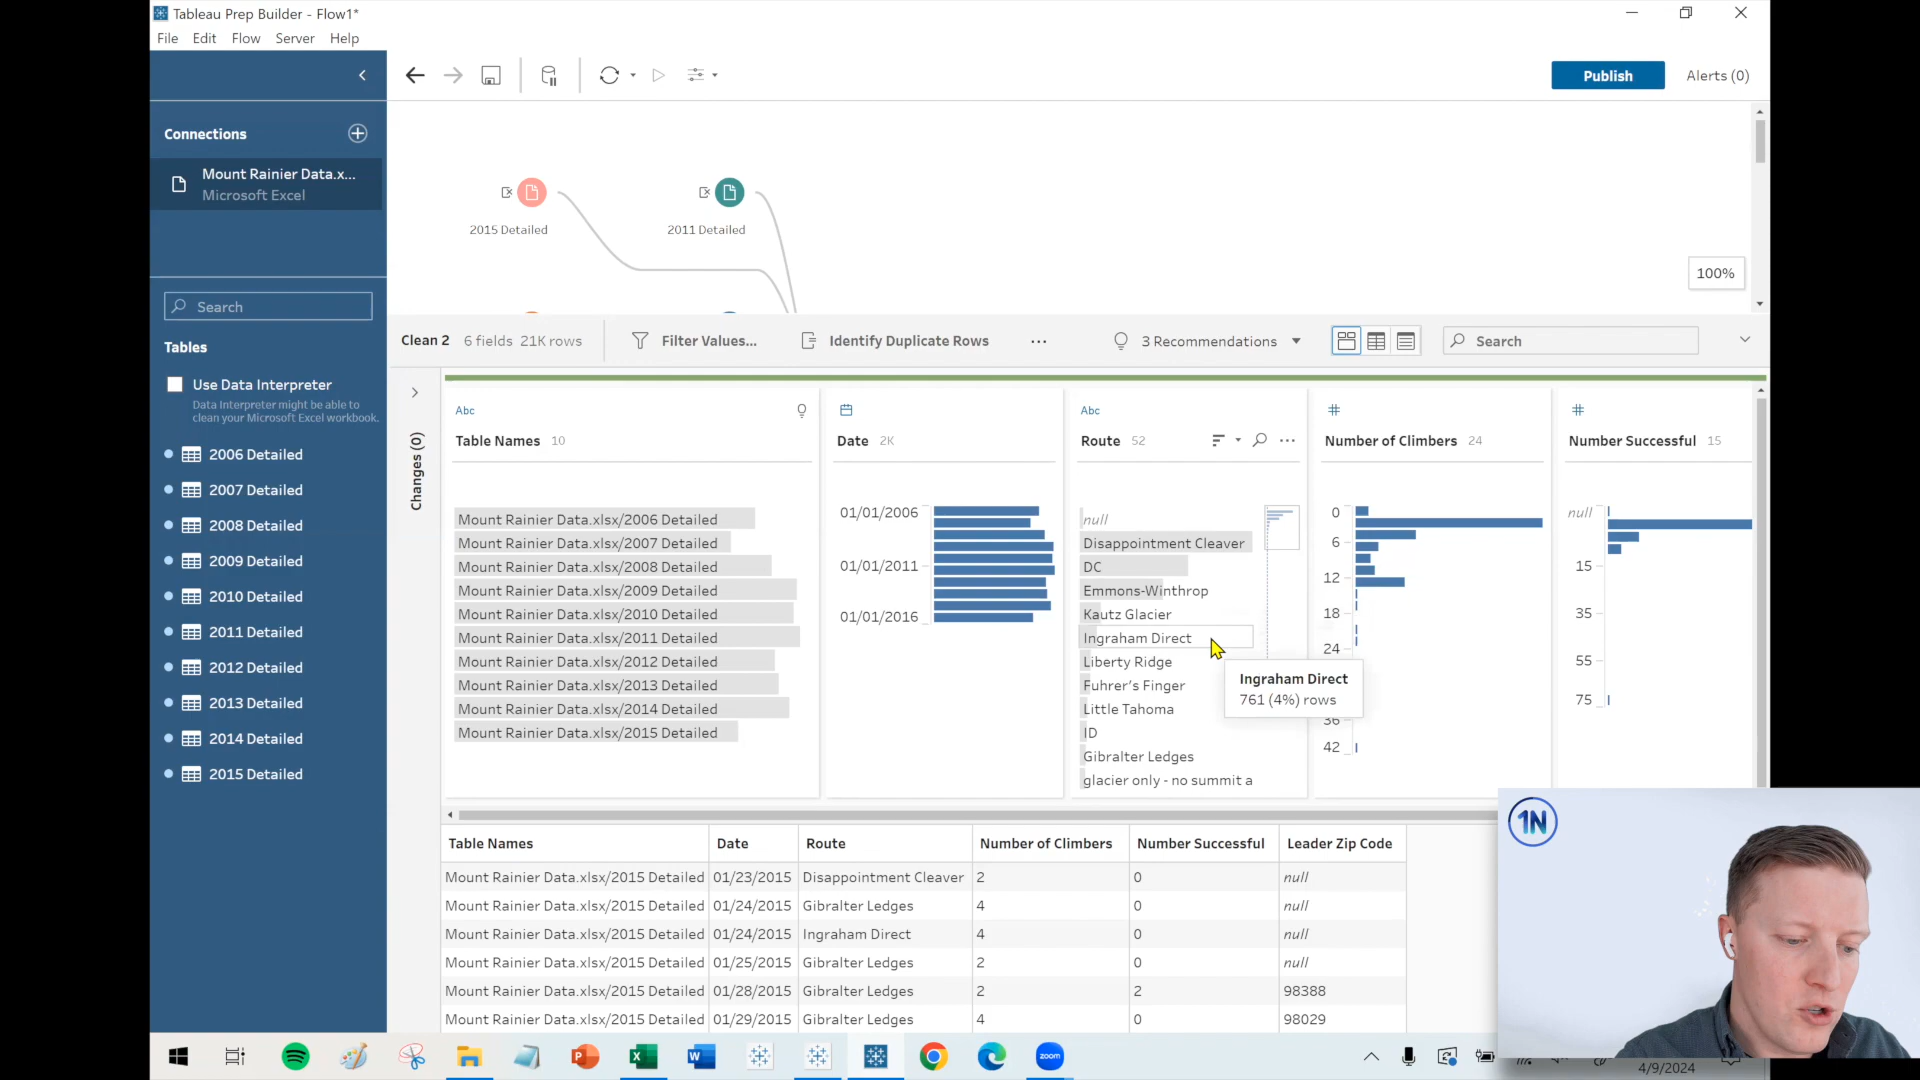 Tableau Prep Builder - Flow1*
File Edit Flow Server Help
Publish Alerts (0)
Connections
Mount Rainier Data.x...
Microsoft Excel
2015 Detailed 2011 Detailed
100%
Search
Tables
Use Data Interpreter
Data Interpreter might be able to
clean your Microsoft Excel workbook.
2006 Detailed
2007 Detailed
2008 Detailed
2009 Detailed
2010 Detailed
2011 Detailed
2012 Detailed
2013 Detailed
2014 Detailed
2015 Detailed
Clean 2 6 fields 21K rows Filter Values... Identify Duplicate Rows ... 3 Recommendations Search
Changes (0)
Abc
Table Names 10
Mount Rainier Data.xlsx/2006 Detailed
Mount Rainier Data.xlsx/2007 Detailed
Mount Rainier Data.xlsx/2008 Detailed
Mount Rainier Data.xlsx/2009 Detailed
Mount Rainier Data.xlsx/2010 Detailed
Mount Rainier Data.xlsx/2011 Detailed
Mount Rainier Data.xlsx/2012 Detailed
Mount Rainier Data.xlsx/2013 Detailed
Mount Rainier Data.xlsx/2014 Detailed
Mount Rainier Data.xlsx/2015 Detailed
Date 2K
01/01/2006
01/01/2011
01/01/2016
Abc
Route 52 ...
null
Disappointment Cleaver
DC
Emmons-Winthrop
Kautz Glacier
Ingraham Direct
Liberty Ridge
Fuhrer's Finger
Little Tahoma
ID
Gibralter Ledges
glacier only - no summit a
Ingraham Direct
761 (4%) rows
#
Number of Climbers 24
0
6
12
18
24
36
42
#
Number Successful 15
null
15
35
55
75
Table Names Date Route Number of Climbers Number Successful Leader Zip Code
Mount Rainier Data.xlsx/2015 Detailed 01/23/2015 Disappointment Cleaver 2 0 null
Mount Rainier Data.xlsx/2015 Detailed 01/24/2015 Gibralter Ledges 4 0 null
Mount Rainier Data.xlsx/2015 Detailed 01/24/2015 Ingraham Direct 4 0 null
Mount Rainier Data.xlsx/2015 Detailed 01/25/2015 Gibralter Ledges 2 0 null
Mount Rainier Data.xlsx/2015 Detailed 01/28/2015 Gibralter Ledges 2 2 98388
Mount Rainier Data.xlsx/2015 Detailed 01/29/2015 Gibralter Ledges 4 0 98029
1N
zoom
4/9/2024